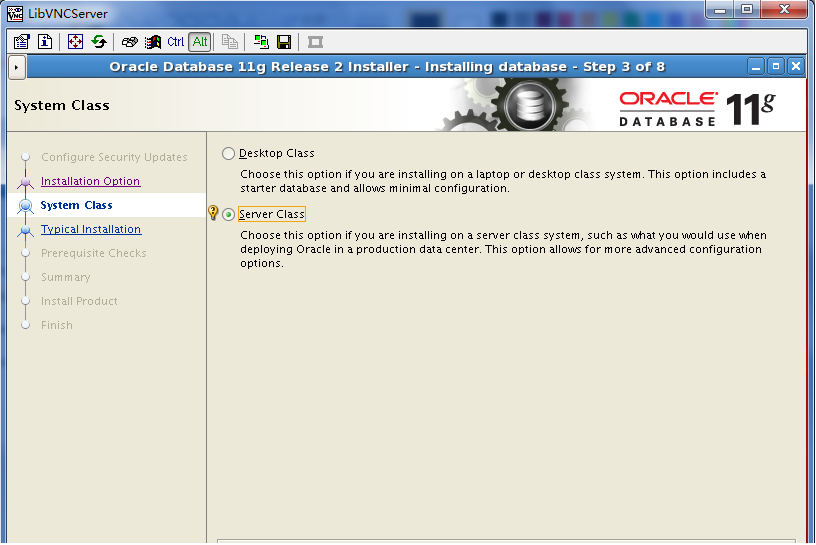 LibVNCServer
Ctrl Alt
Oracle Database 11g Release 2 Installer - Installing database - Step 3 of 8
System Class
ORACLE
DATABASE 11g
Configure Security Updates
Installation Option
System Class
Typical Installation
Prerequisite Checks
Summary
Install Product
Finish
Desktop Class
Choose this option if you are installing on a laptop or desktop class system. This option includes a
starter database and allows minimal configuration.
Server Class
Choose this option if you are installing on a server class system, such as what you would use when
deploying Oracle in a production data center. This option allows for more advanced configuration
options.